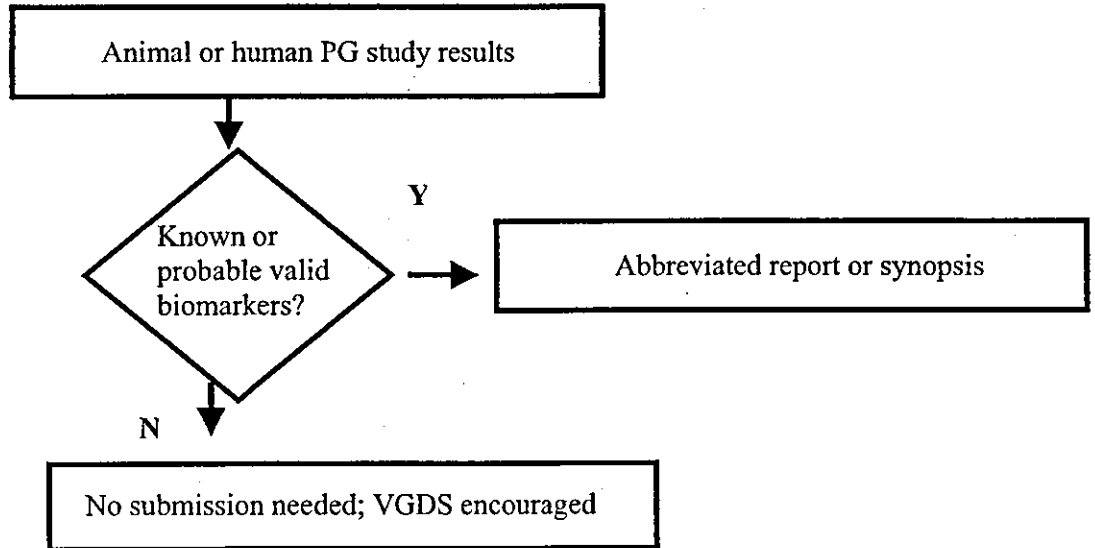 Animal or human PG study results
Y
Known or
probable valid
biomarkers?
Abbreviated report or synopsis
N
No submission needed; VGDS encouraged